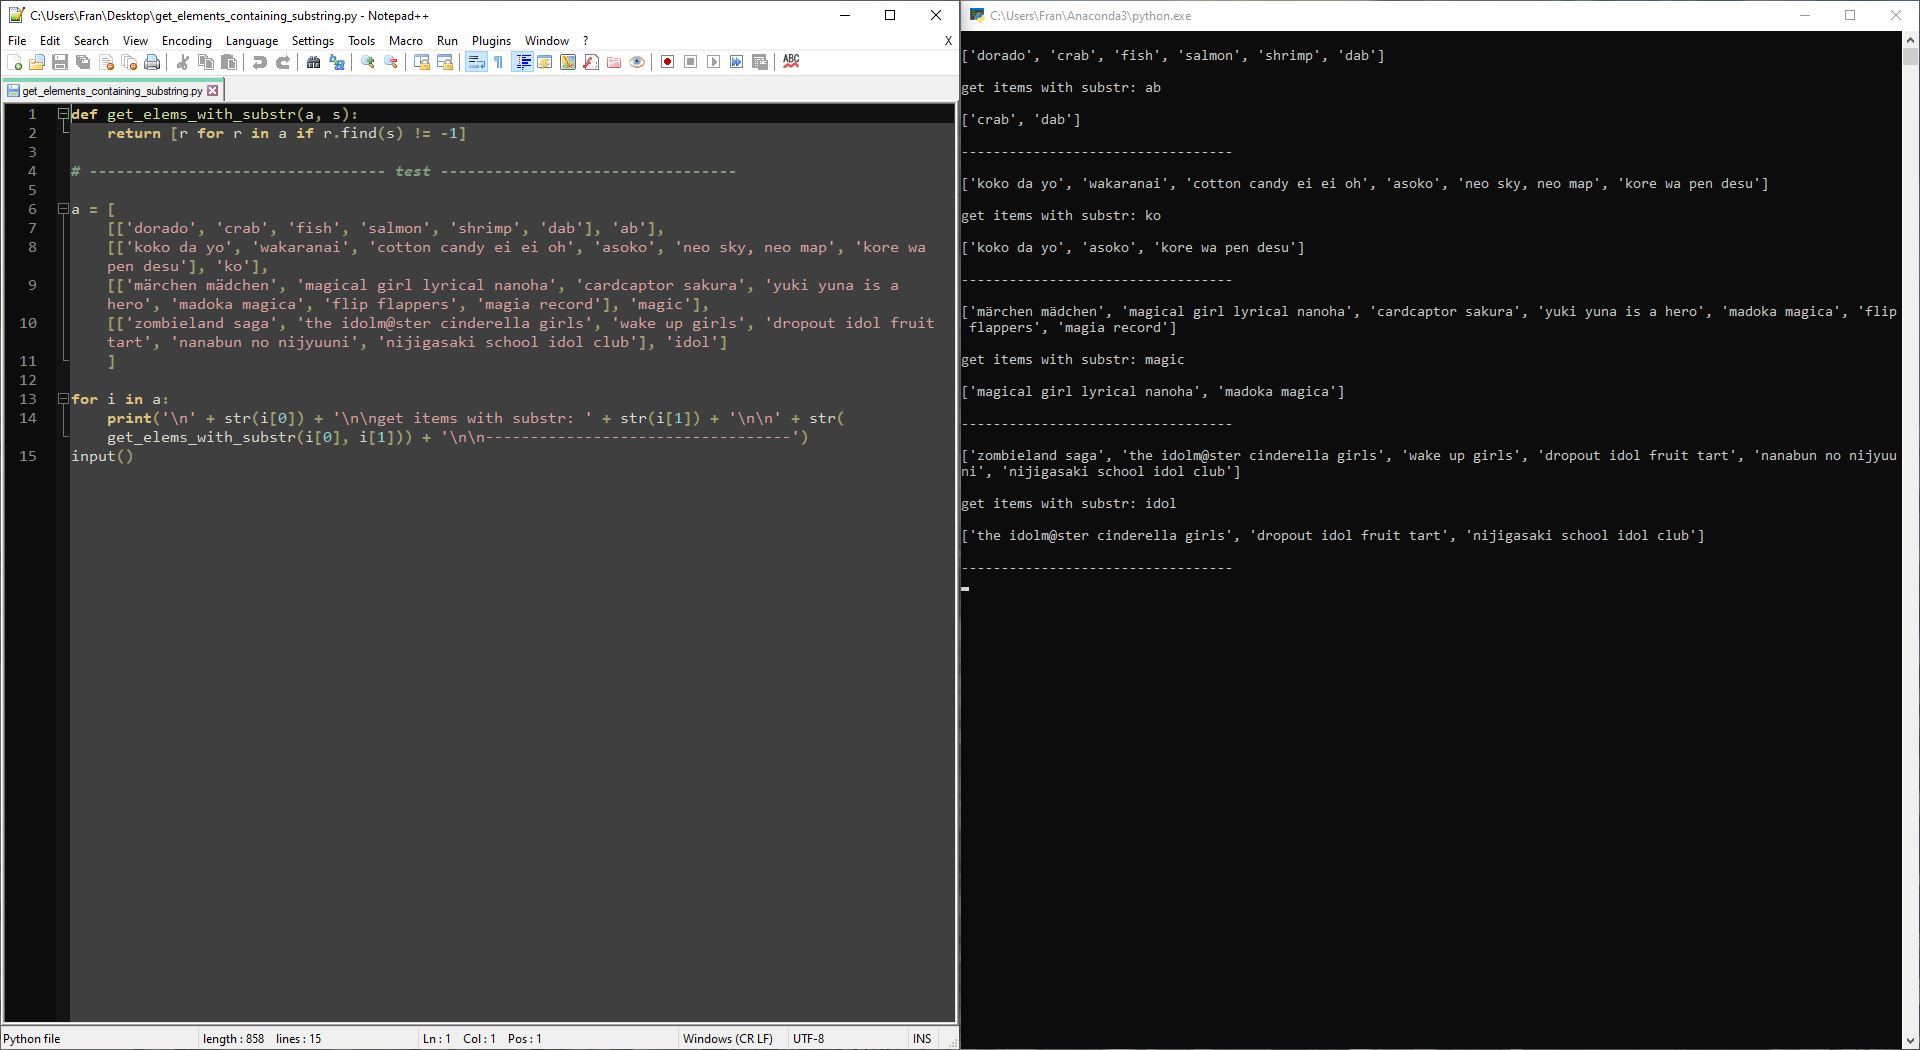 C:\Users\Fran\Desktop\get_elements_containing_substring.py - Notepad++
File Edit Search View Encoding Language Settings Tools Macro Run Plugins Window ? X
ABC
get_elements_containing_substring.py
1 def get_elems_with_substr(a, s):
2     return [r for r in a if r.find(s) != -1]
3
4 # --------------------------------- test ---------------------------------
5
6 a = [
7     [['dorado', 'crab', 'fish', 'salmon', 'shrimp', 'dab'], 'ab'],
8     [['koko da yo', 'wakaranai', 'cotton candy ei ei oh', 'asoko', 'neo sky, neo map', 'kore wa
    pen desu'], 'ko'],
9     [['märchen mädchen', 'magical girl lyrical nanoha', 'cardcaptor sakura', 'yuki yuna is a
    hero', 'madoka magica', 'flip flappers', 'magia record'], 'magic'],
10     [['zombieland saga', 'the idolm@ster cinderella girls', 'wake up girls', 'dropout idol fruit
    tart', 'nanabun no nijyuuni', 'nijigasaki school idol club'], 'idol']
11     ]
12
13 for i in a:
14     print('\n' + str(i[0]) + '\n\nget items with substr: ' + str(i[1]) + '\n\n' + str(
    get_elems_with_substr(i[0], i[1])) + '\n\n----------------------------------')
15 input()
Python file length : 858 lines : 15 Ln : 1 Col : 1 Pos : 1 Windows (CR LF) UTF-8 INS
C:\Users\Fran\Anaconda3\python.exe
['dorado', 'crab', 'fish', 'salmon', 'shrimp', 'dab']
get items with substr: ab
['crab', 'dab']
----------------------------------
['koko da yo', 'wakaranai', 'cotton candy ei ei oh', 'asoko', 'neo sky, neo map', 'kore wa pen desu']
get items with substr: ko
['koko da yo', 'asoko', 'kore wa pen desu']
----------------------------------
['märchen mädchen', 'magical girl lyrical nanoha', 'cardcaptor sakura', 'yuki yuna is a hero', 'madoka magica', 'flip
 flappers', 'magia record']
get items with substr: magic
['magical girl lyrical nanoha', 'madoka magica']
----------------------------------
['zombieland saga', 'the idolm@ster cinderella girls', 'wake up girls', 'dropout idol fruit tart', 'nanabun no nijyuu
ni', 'nijigasaki school idol club']
get items with substr: idol
['the idolm@ster cinderella girls', 'dropout idol fruit tart', 'nijigasaki school idol club']
----------------------------------